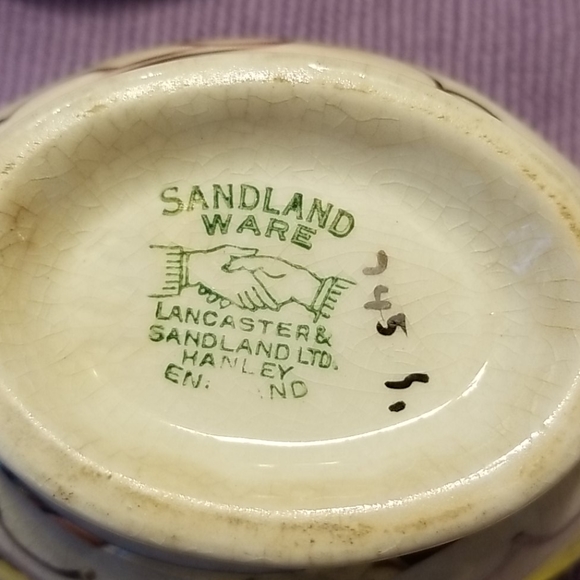 SANDLAND
WARE
LANCASTER &
SANDLAND LTD.
HANLEY